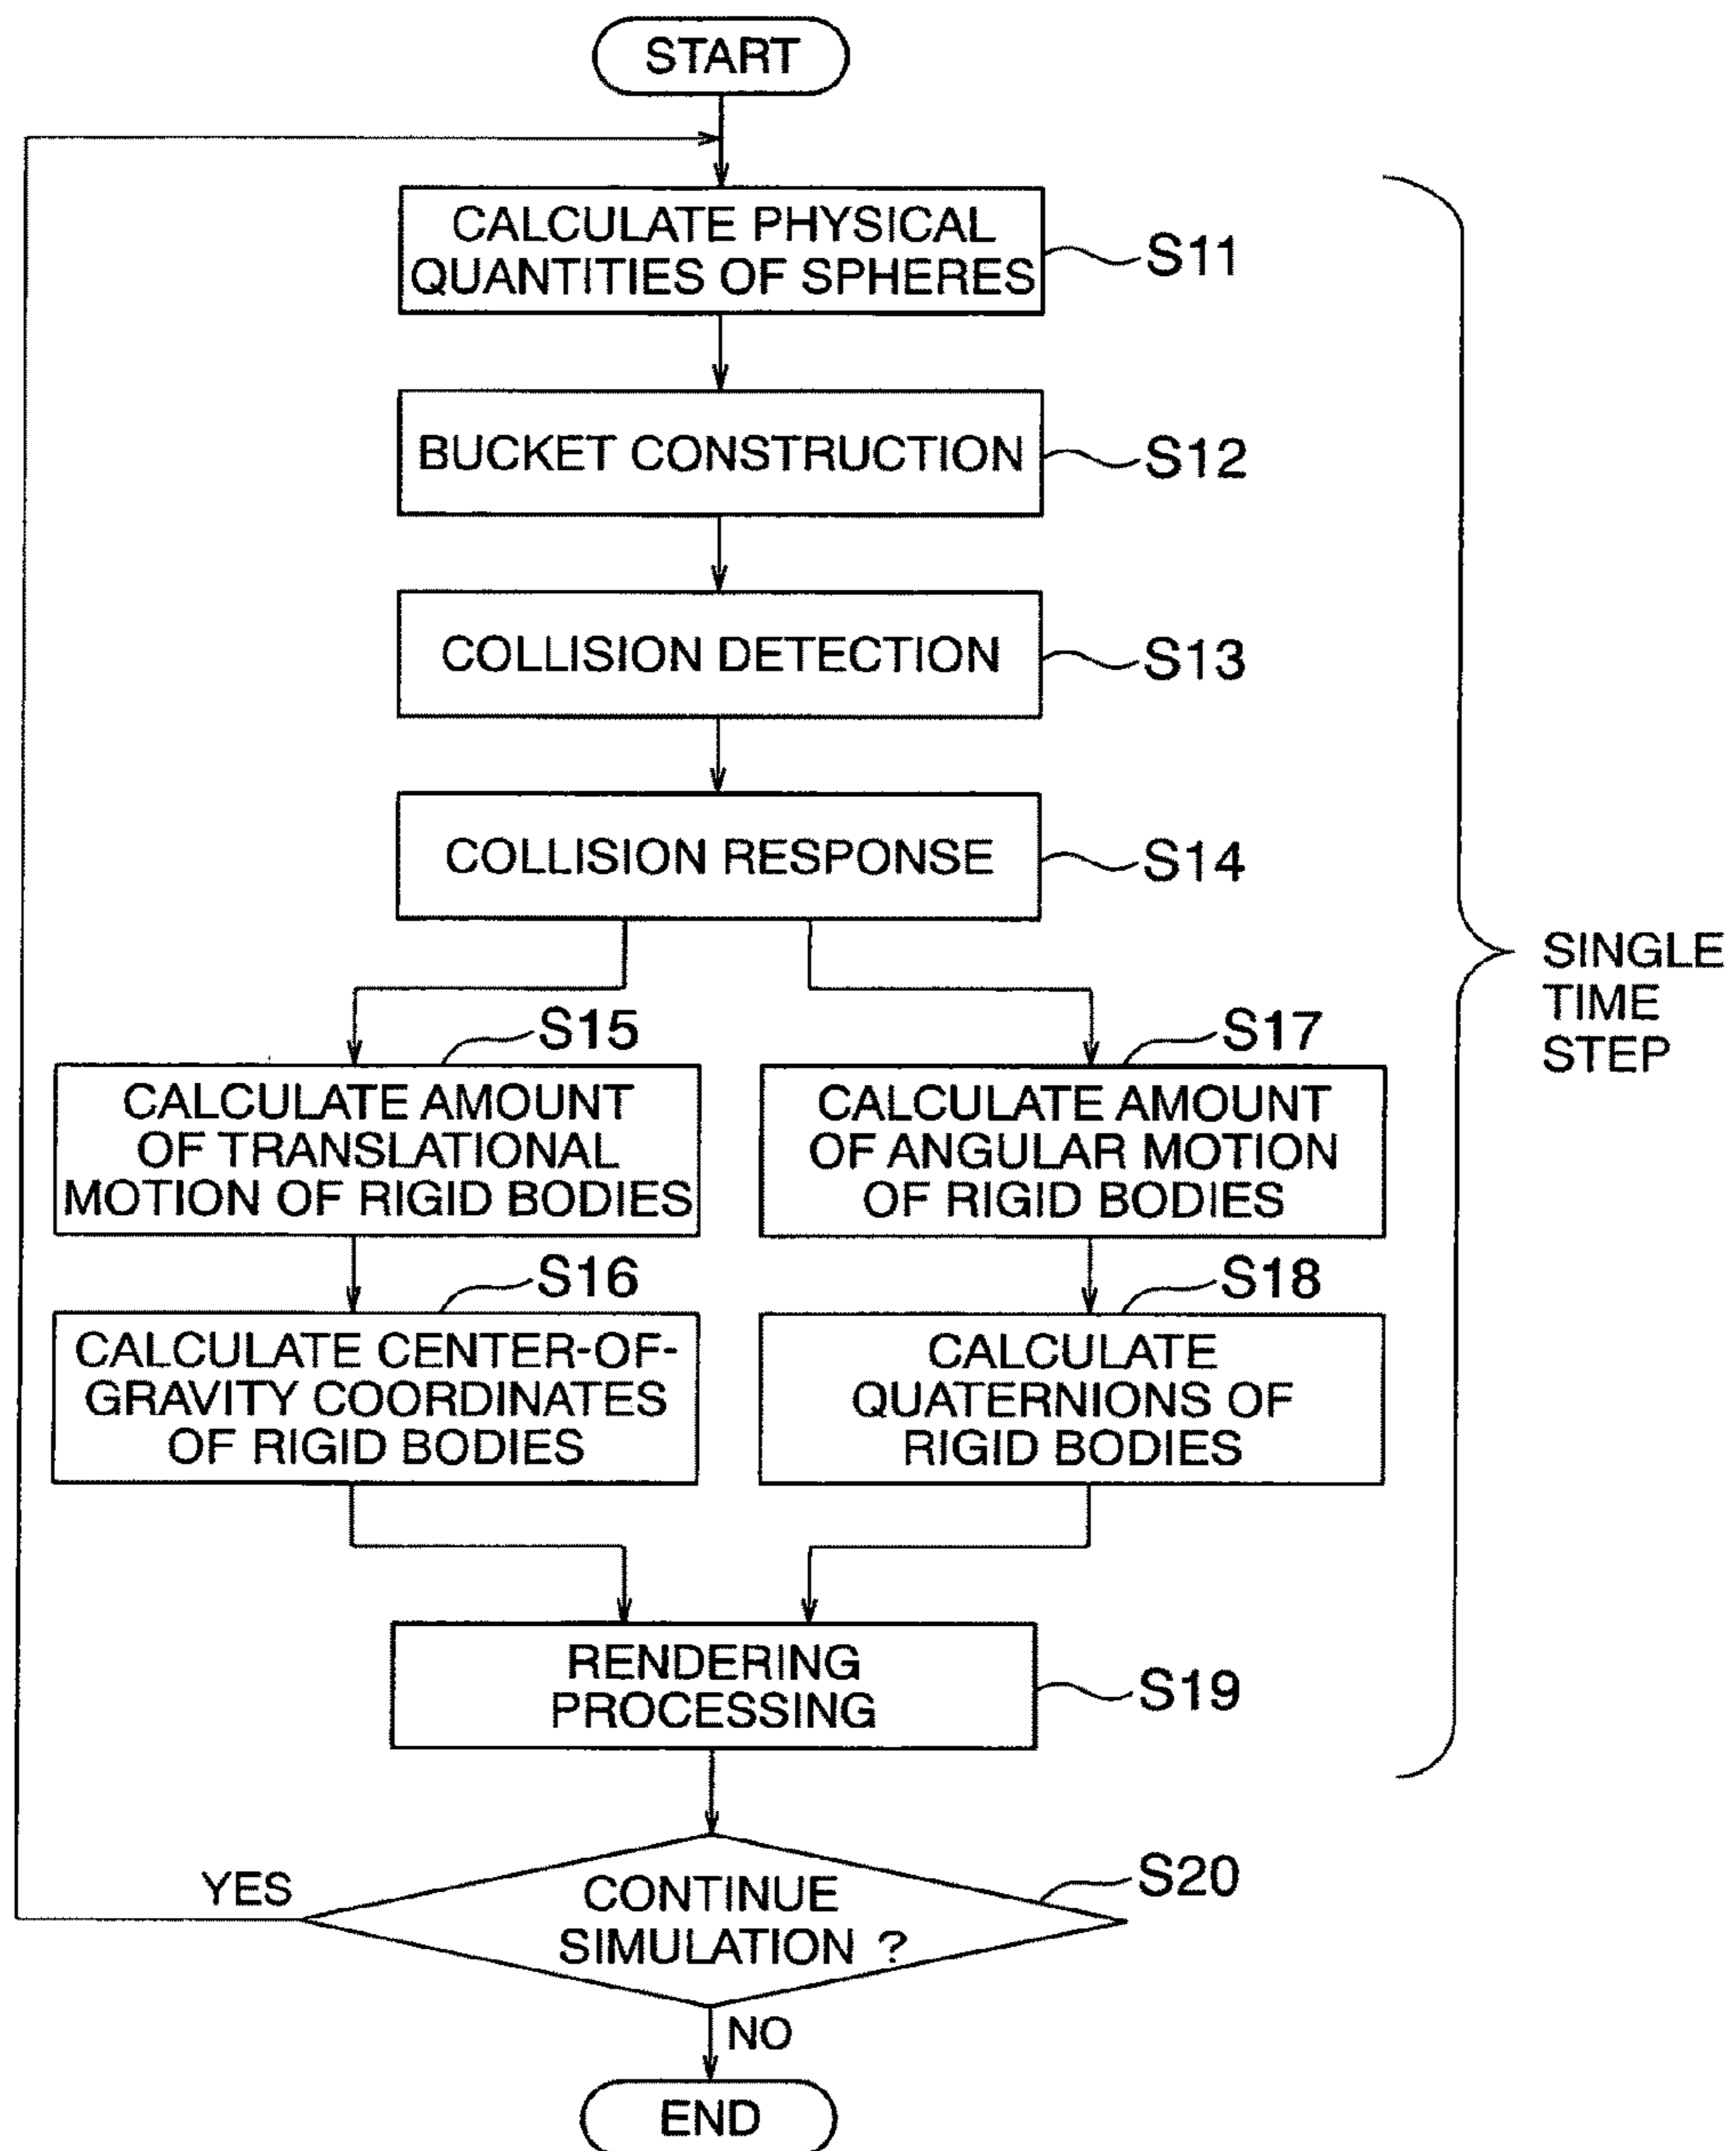 START
CALCULATE PHYSICAL
QUANTITIES OF SPHERES
S11
BUCKET CONSTRUCTION
S12
COLLISION DETECTION
S13
COLLISION RESPONSE
S14
SINGLE
TIME
STEP
S15
CALCULATE AMOUNT
OF TRANSLATIONAL
MOTION OF RIGID BODIES
S17
CALCULATE AMOUNT
OF ANGULAR MOTION
OF RIGID BODIES
S16
CALCULATE CENTER-OF-
GRAVITY COORDINATES
OF RIGID BODIES
S18
CALCULATE
QUATERNIONS OF
RIGID BODIES
RENDERING
PROCESSING
S19
YES
CONTINUE
SIMULATION ?
S20
NO
END